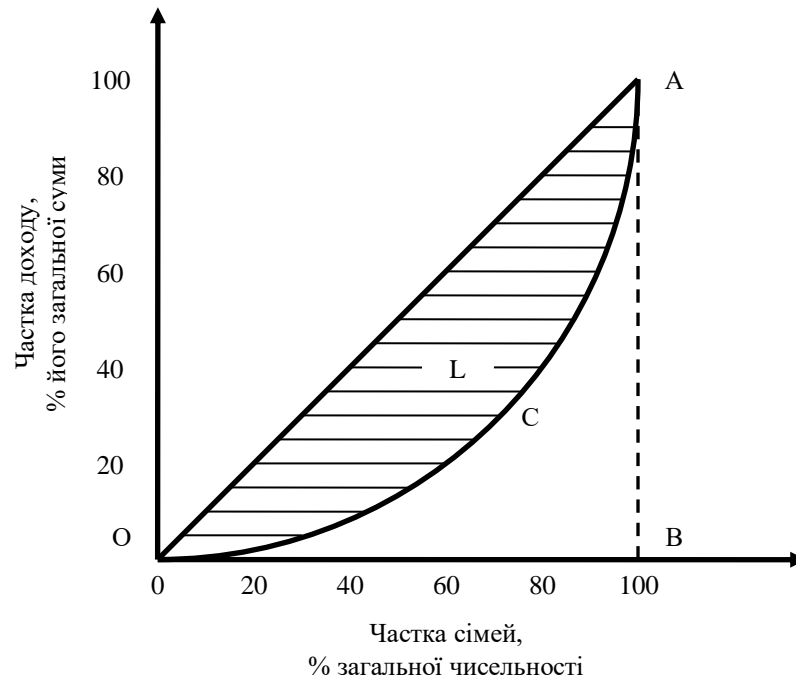 Частка доходу,
% його загальної суми
100
80
60
40
20
O
A
L
C
B
0 20 40 60 80 100
Частка сімей,
% загальної чисельності